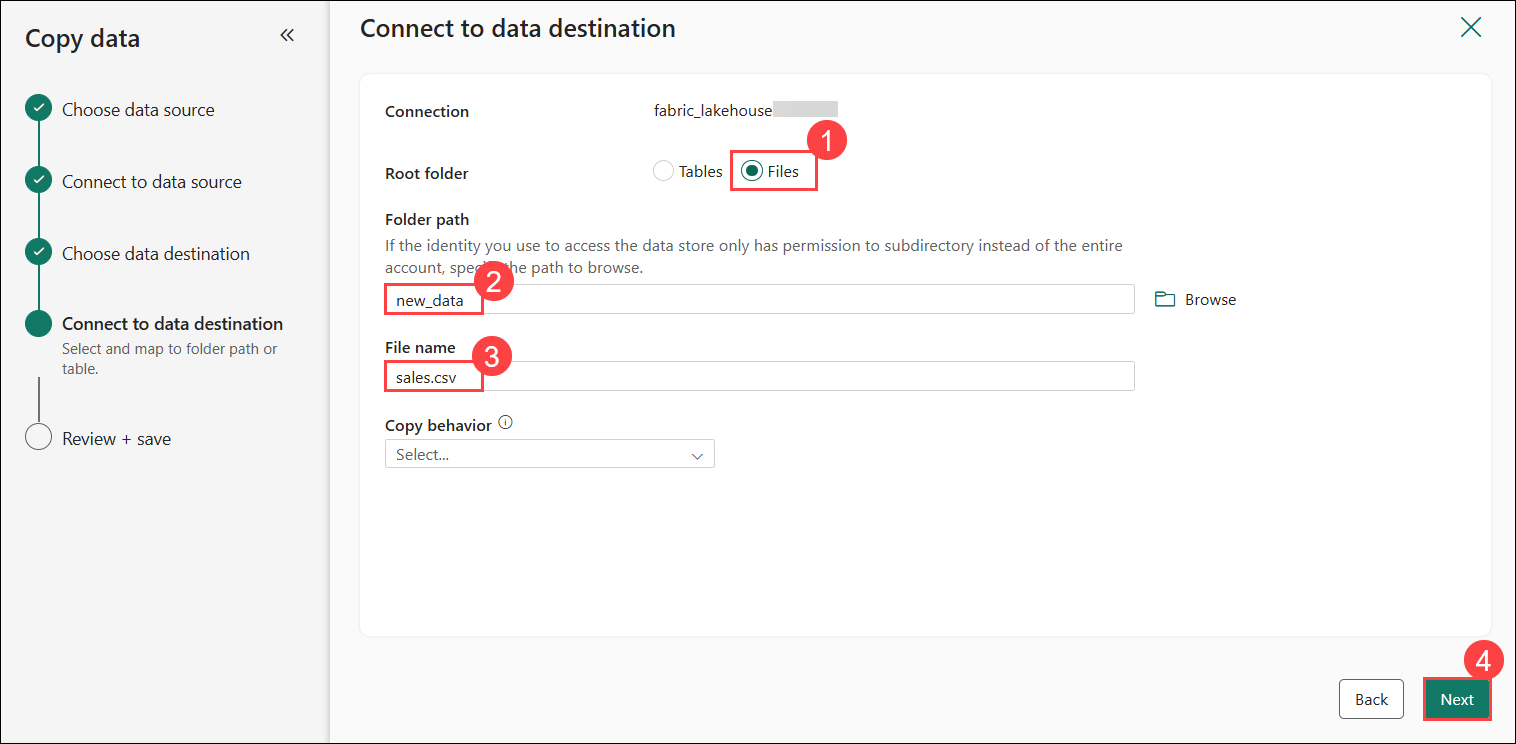 Copy data
Choose data source
Connect to data source
Choose data destination
Connect to data destination
Select and map to folder path or
table.
Review + save
Connect to data destination
Connection
fabric_lakehouse
1
Root folder
Tables
Files
Folder path
If the identity you use to access the data store only has permission to subdirectory instead of the entire
account, the path to browse.
2
new_data
Browse
File name
3
sales.csv
Copy behavior
Select...
4
Back
Next